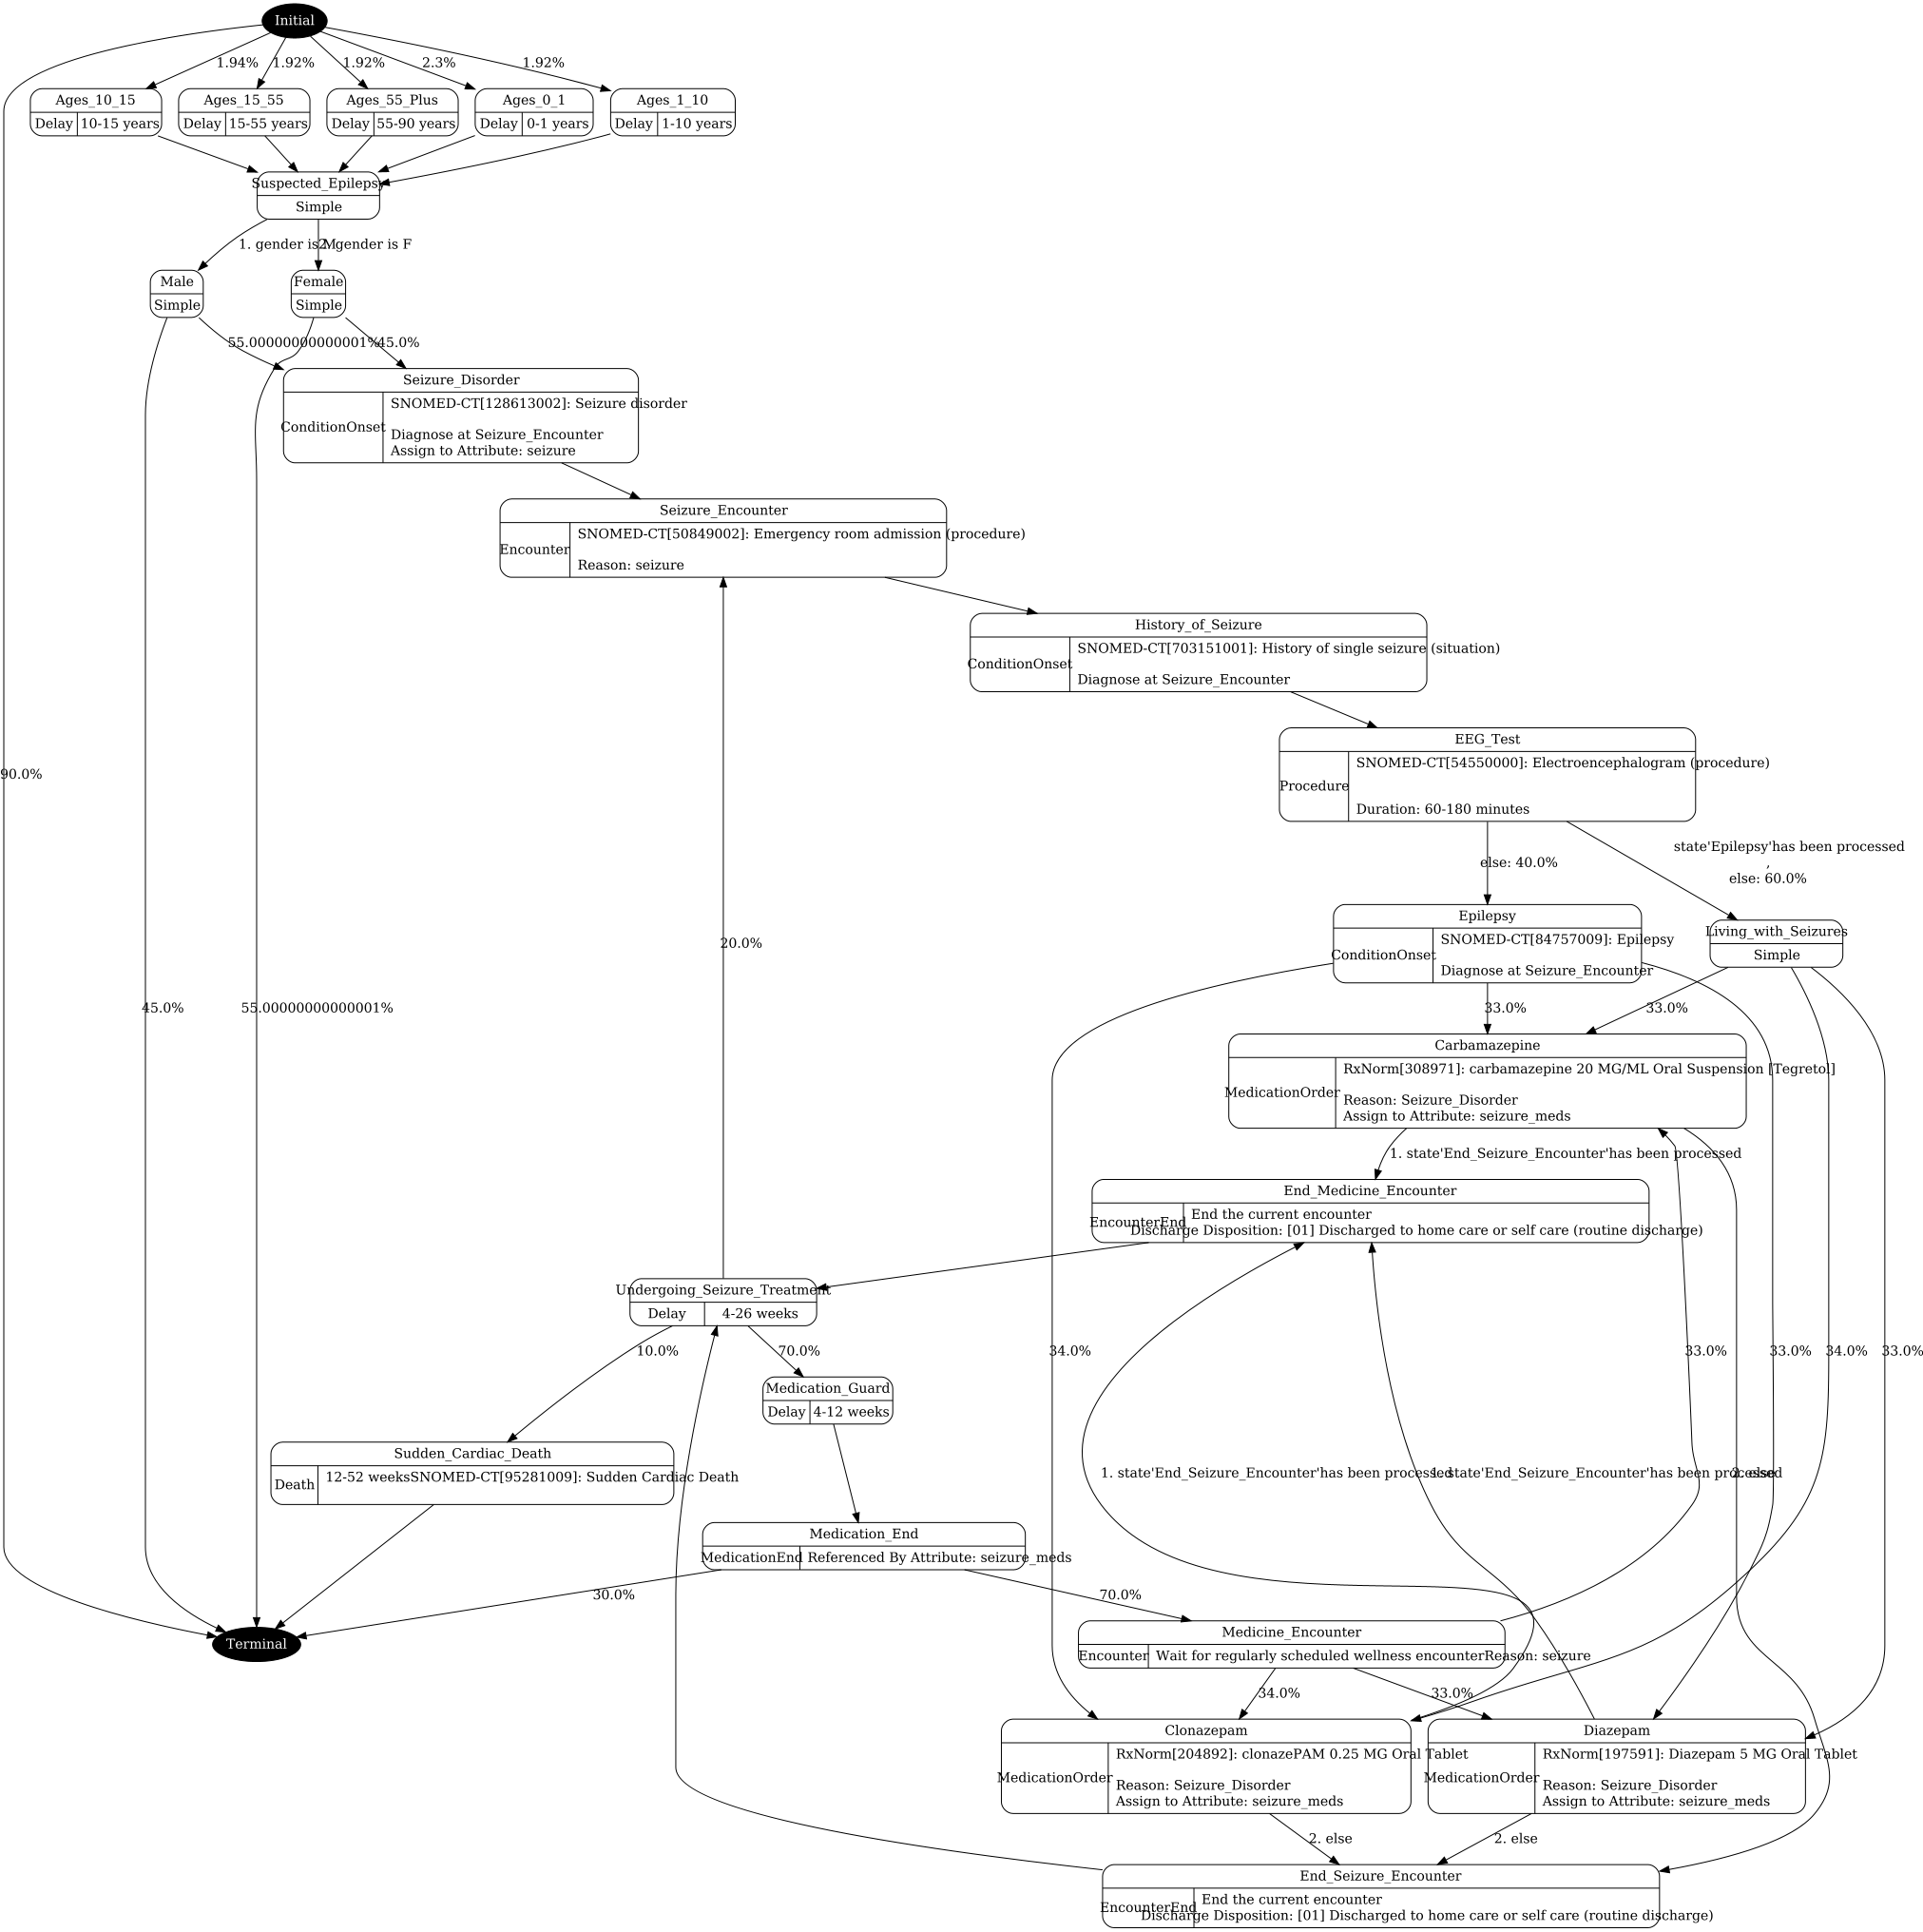 Initial
1.94%
1.92%
1.92%
2.3%
1.92%
Ages_10_15
Delay
10-15 years
Ages_15_55
Delay
15-55 years
Ages_55_Plus
Delay
55-90 years
Ages_0_1
Delay
0-1 years
Ages_1_10
Delay
1-10 years
Suspected_Epilepsy
Simple
1. gender is M
2. gender is F
Male
Simple
Female
Simple
55.00000000000001%
45.0%
Seizure_Disorder
ConditionOnset
SNOMED-CT[128613002]: Seizure disorder
Diagnose at Seizure_Encounter
Assign to Attribute: seizure
Seizure_Encounter
Encounter
SNOMED-CT[50849002]: Emergency room admission (procedure)
Reason: seizure
History_of_Seizure
ConditionOnset
SNOMED-CT[703151001]: History of single seizure (situation)
Diagnose at Seizure_Encounter
EEG_Test
Procedure
SNOMED-CT[54550000]: Electroencephalogram (procedure)
Duration: 60-180 minutes
90.0%
else: 40.0%
state'Epilepsy'has been processed
,
else: 60.0%
20.0%
Epilepsy
ConditionOnset
SNOMED-CT[84757009]: Epilepsy
Diagnose at Seizure_Encounter
Living_with_Seizures
Simple
45.0%
55.00000000000001%
33.0%
33.0%
Carbamazepine
MedicationOrder
RxNorm[308971]: carbamazepine 20 MG/ML Oral Suspension [Tegretol]
Reason: Seizure_Disorder
Assign to Attribute: seizure_meds
1. state'End_Seizure_Encounter'has been processed
End_Medicine_Encounter
EncounterEnd
End the current encounter
Discharge Disposition: [01] Discharged to home care or self care (routine discharge)
Undergoing_Seizure_Treatment
Delay
4-26 weeks
10.0%
70.0%
34.0%
33.0%
33.0%
34.0%
33.0%
Medication_Guard
Delay
4-12 weeks
Sudden_Cardiac_Death
Death
12-52 weeksSNOMED-CT[95281009]: Sudden Cardiac Death
1. state'End_Seizure_Encounter'has been processed
1. state'End_Seizure_Encounter'has been processed
2. else
Medication_End
MedicationEnd
Referenced By Attribute: seizure_meds
30.0%
70.0%
Terminal
Medicine_Encounter
Encounter
Wait for regularly scheduled wellness encounterReason: seizure
34.0%
33.0%
Clonazepam
MedicationOrder
RxNorm[204892]: clonazePAM 0.25 MG Oral Tablet
Reason: Seizure_Disorder
Assign to Attribute: seizure_meds
Diazepam
MedicationOrder
RxNorm[197591]: Diazepam 5 MG Oral Tablet
Reason: Seizure_Disorder
Assign to Attribute: seizure_meds
2. else
2. else
End_Seizure_Encounter
EncounterEnd
End the current encounter
Discharge Disposition: [01] Discharged to home care or self care (routine discharge)